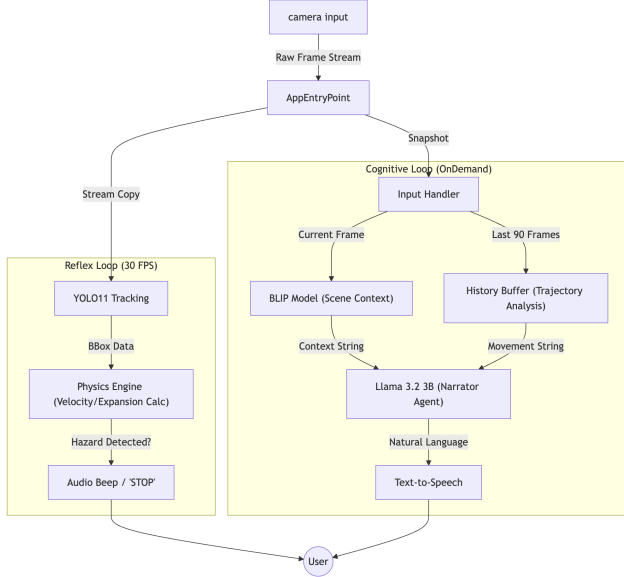 camera input
Raw Frame Stream
AppEntryPoint
Snapshot
Stream Copy
Cognitive Loop (OnDemand)
Input Handler
Current Frame
Last 90 Frames
Reflex Loop (30 FPS)
YOLO11 Tracking
BLIP Model (Scene Context)
History Buffer (Trajectory
Analysis)
BBox Data
Context String
Movement String
Physics Engine
(Velocity/Expansion Calc)
Llama 3.2 3B (Narrator
Agent)
Hazard Detected?
Natural Language
Audio Beep / 'STOP'
Text-to-Speech
User